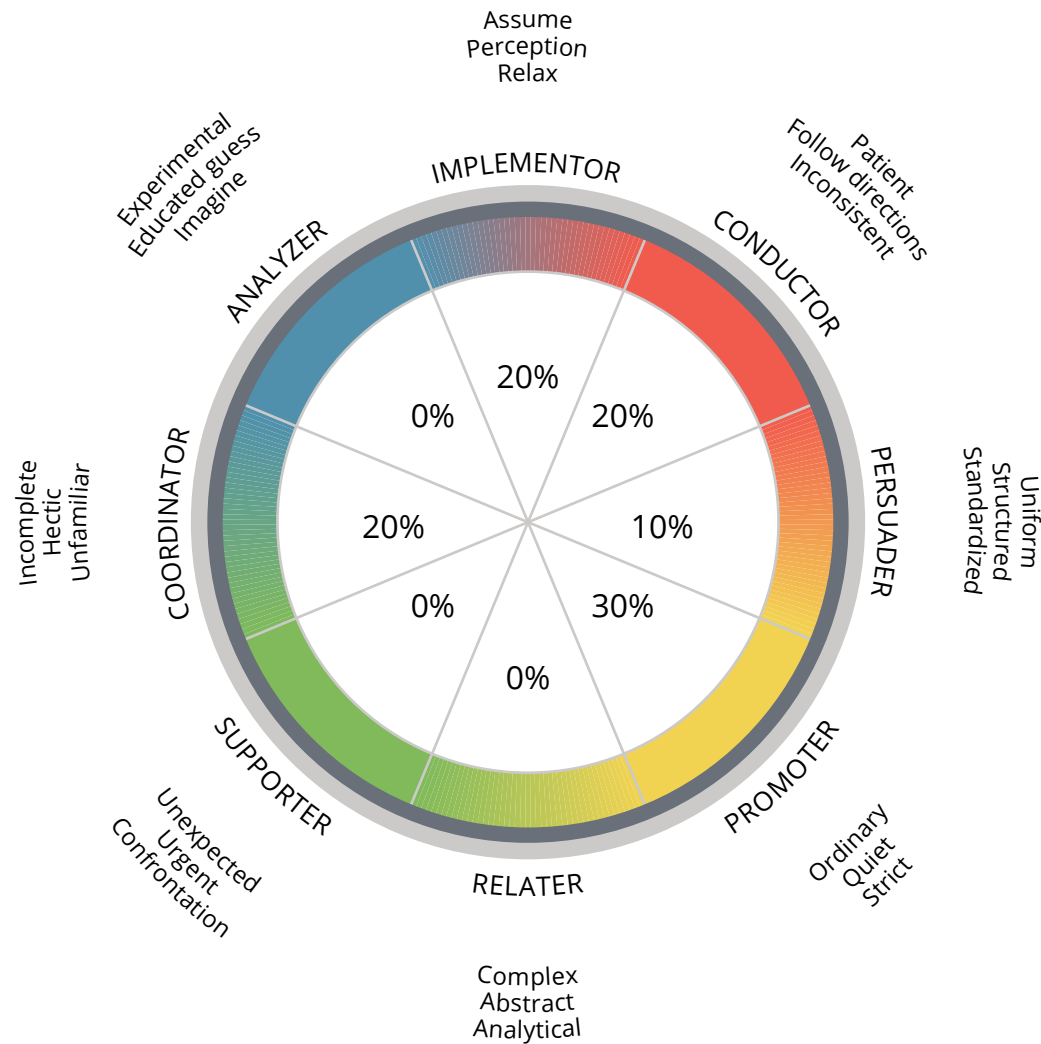 Assume
Perception
Relax
IMPLEMENTOR
20%
Patient
Follow directions
Inconsistent
CONDUCTOR
20%
Uniform
Structured
Standardized
PERSUADER
10%
Ordinary
Quiet
Strict
PROMOTER
30%
Complex
Abstract
Analytical
RELATER
0%
Unexpected
Urgent
Confrontation
SUPPORTER
0%
Incomplete
Hectic
Unfamiliar
COORDINATOR
20%
Experimental
Educated guess
Imagine
ANALYZER
0%